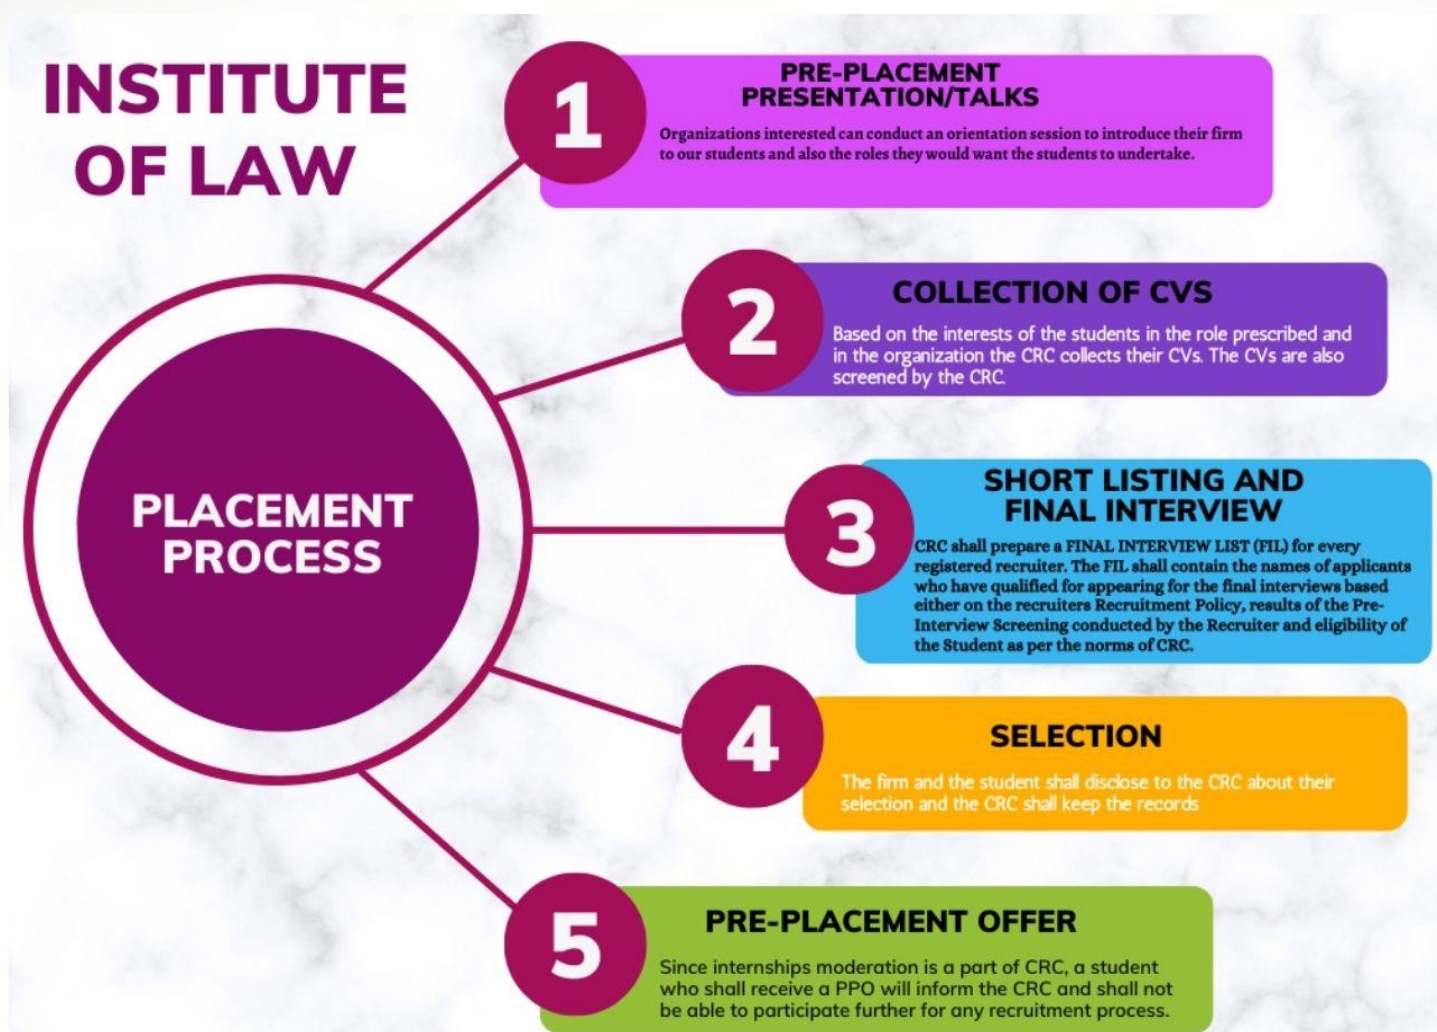 INSTITUTE
OF LAW
PLACEMENT
PROCESS
1
PRE-PLACEMENT
PRESENTATION/TALKS
Organizations interested can conduct an orientation session to introduce their firm
to our students and also the roles they would want the students to undertake.
2
COLLECTION OF CVS
Based on the interests of the students in the role prescribed and
in the organization the CRC collects their CVs. The CVs are also
screened by the CRC.
3
SHORT LISTING AND
FINAL INTERVIEW
CRC shall prepare a FINAL INTERVIEW LIST (FIL) for every
registered recruiter. The FIL shall contain the names of applicants
who have qualified for appearing for the final interviews based
either on the recruiters Recruitment Policy, results of the Pre-
Interview Screening conducted by the Recruiter and eligibility of
the Student as per the norms of CRC.
4
SELECTION
The firm and the student shall disclose to the CRC about their
selection and the CRC shall keep the records
5
PRE-PLACEMENT OFFER
Since internships moderation is a part of CRC, a student
who shall receive a PPO will inform the CRC and shall not
be able to participate further for any recruitment process.